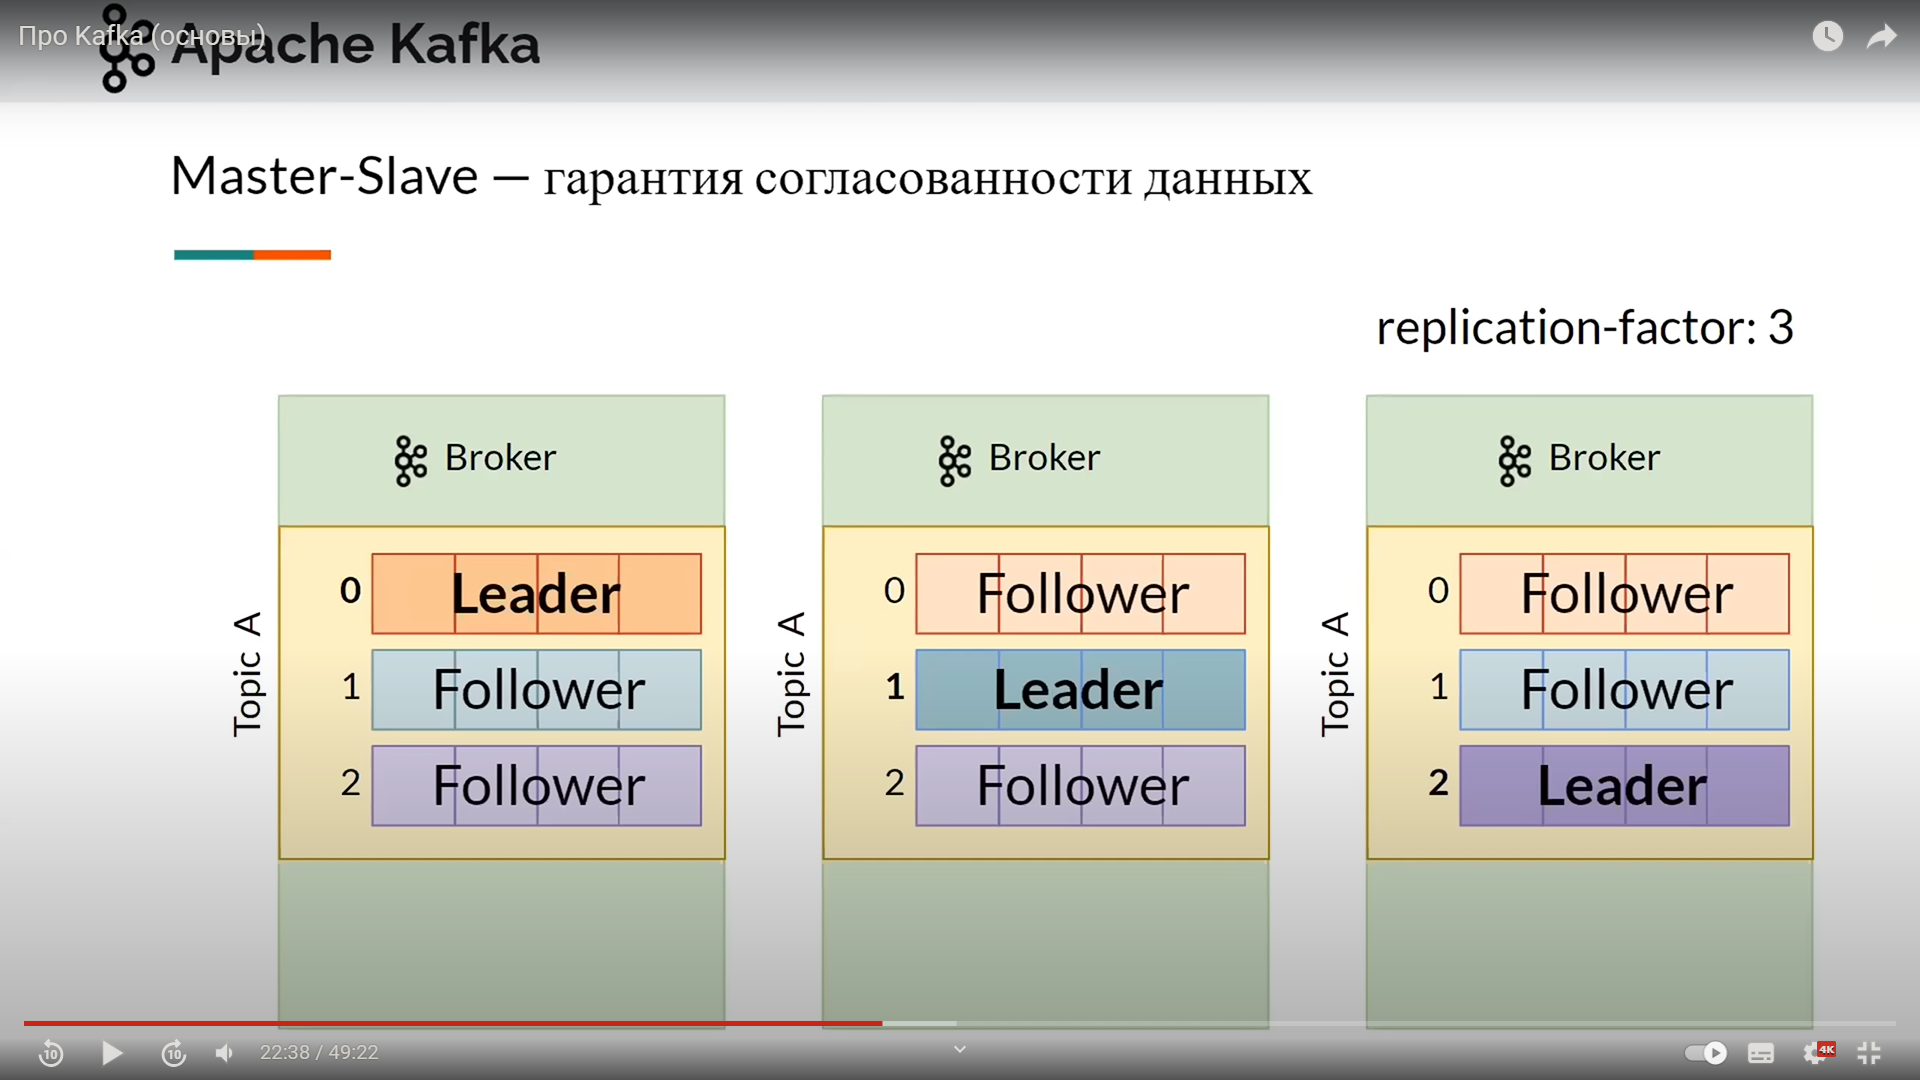 Про Kafka (основы)
Apache Kafka
Master-Slave — гарантия согласованности данных
replication-factor: 3
Broker
Topic A
0 Leader
1 Follower
2 Follower
Broker
Topic A
0 Follower
1 Leader
2 Follower
Broker
Topic A
0 Follower
1 Follower
2 Leader
10
10
22:38 / 49:22
4K